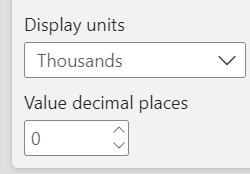 Display units
Thousands
Value decimal places
0